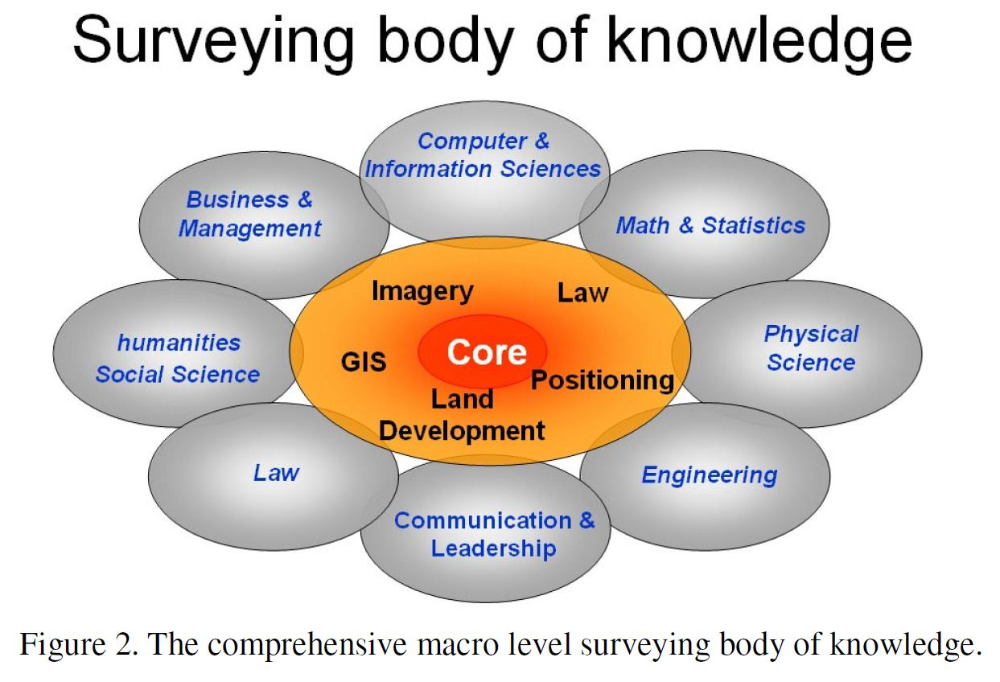 Surveying body of knowledge
Computer &
Information Sciences
Business &
Management
Math & Statistics
Imagery
Law
humanities
Social Science
GIS
Core
Positioning
Physical
Science
Land
Development
Law
Engineering
Communication &
Leadership
Figure 2. The comprehensive macro level surveying body of knowledge.